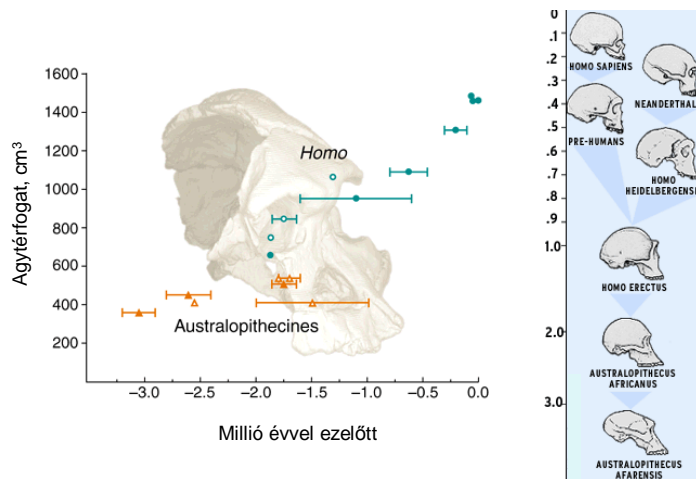 1600
1400
1200
1000
800
600
400
200
Agytérfogat, cm³
Homo
Australopithecines
−3.0 −2.5 −2.0 −1.5 −1.0 −0.5 0.0
Millió évvel ezelőtt
0
.1
.2
.3
.4
.5
.6
.7
.8
.9
1.0
2.0
3.0
HOMO SAPIENS
NEANDERTHAL
PRE-HUMANS
HOMO
HEIDELBERGENSI
HOMO ERECTUS
AUSTRALOPITHECUS
AFRICANUS
AUSTRALOPITHECUS
AFARENSIS